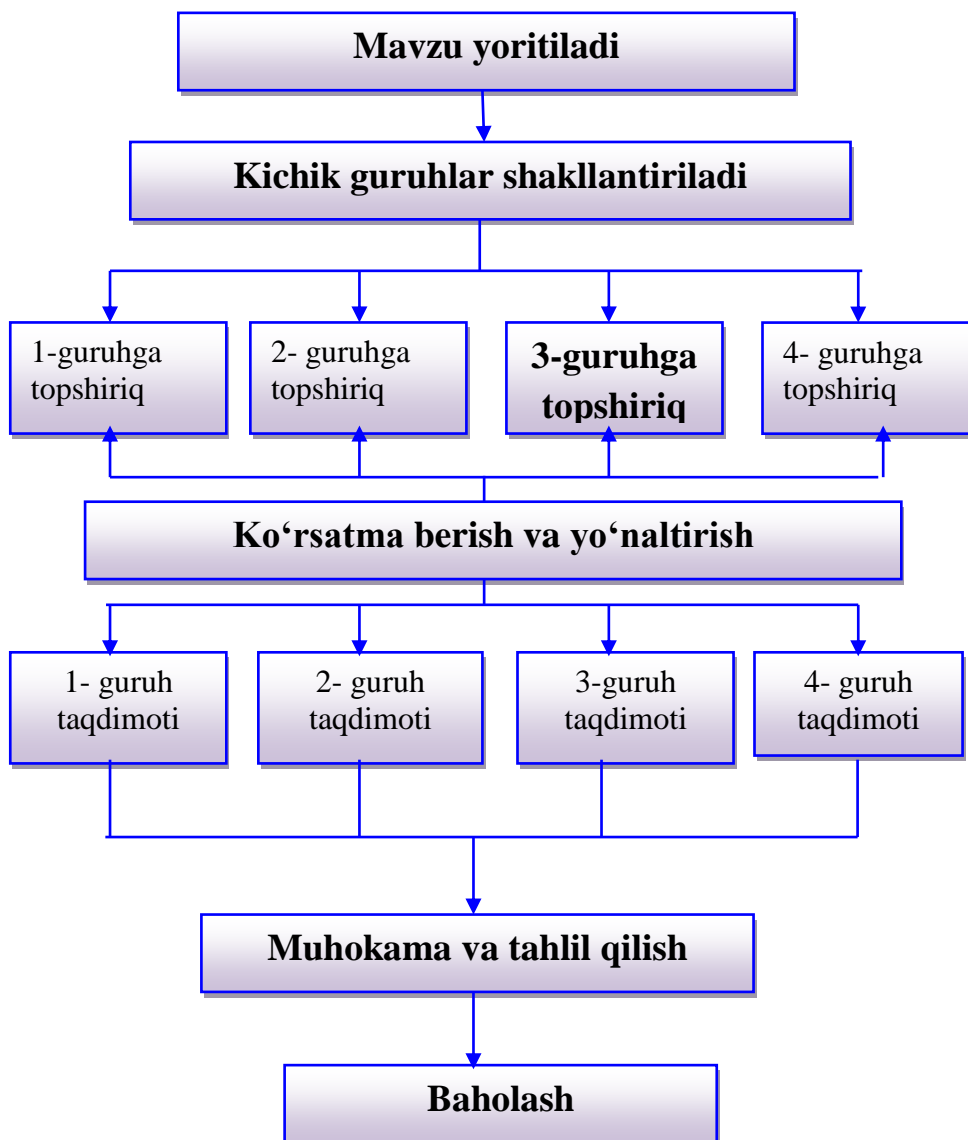 Mavzu yoritiladi
Kichik guruhlar shakllantiriladi
1-guruhga
topshiriq
2- guruhga
topshiriq
3-guruhga
topshiriq
4- guruhga
topshiriq
Ko‘rsatma berish va yo‘naltirish
1- guruh
taqdimoti
2- guruh
taqdimoti
3-guruh
taqdimoti
4- guruh
taqdimoti
Muhokama va tahlil qilish
Baholash